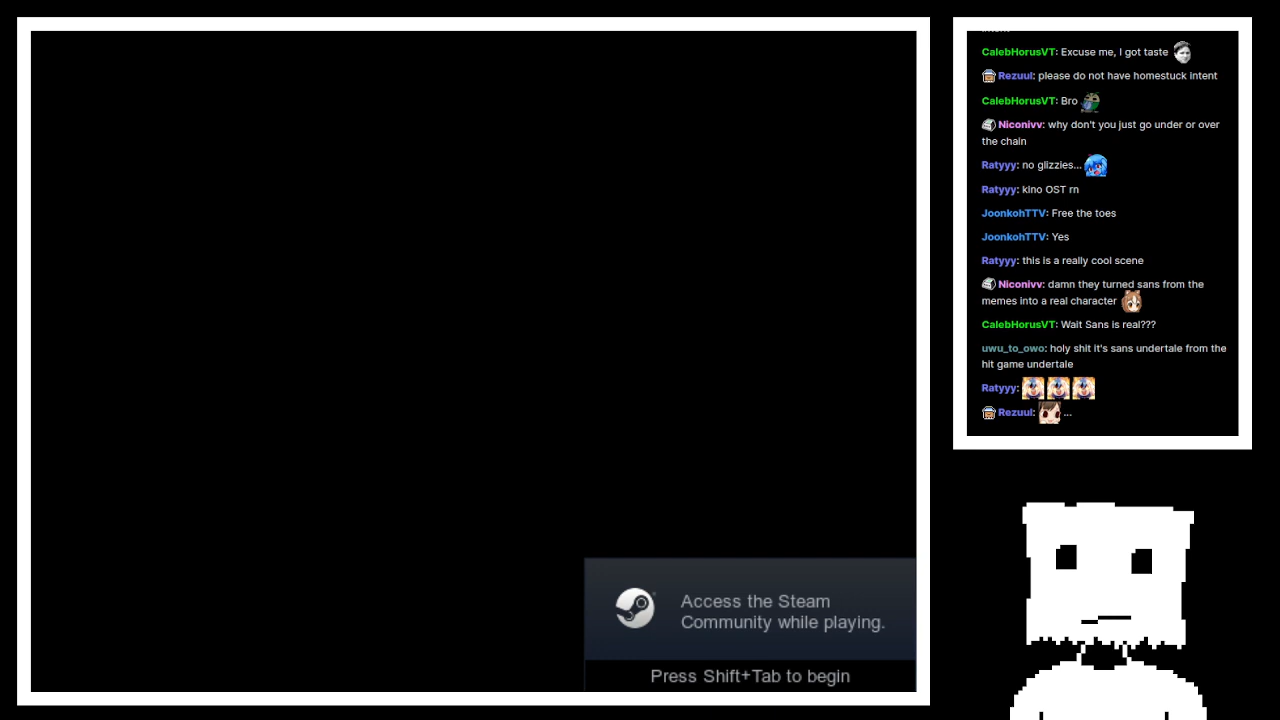 CalebHorusVT: Excuse me, I got taste
Rezuul: please do not have homestuck intent
CalebHorusVT: Bro
Niconivv: why don't you just go under or over
the chain
Ratyyy: no glizzies...
Ratyyy: kino OST rn
JoonkohTTV: Free the toes
JoonkohTTV: Yes
Ratyyy: this is a really cool scene
Niconivv: damn they turned sans from the
memes into a real character
CalebHorusVT: Wait Sans is real???
uwu_to_owo: holy shit it's sans undertale from the
hit game undertale
Ratyyy:
Rezuul: ...
Access the Steam
Community while playing.
Press Shift+Tab to begin